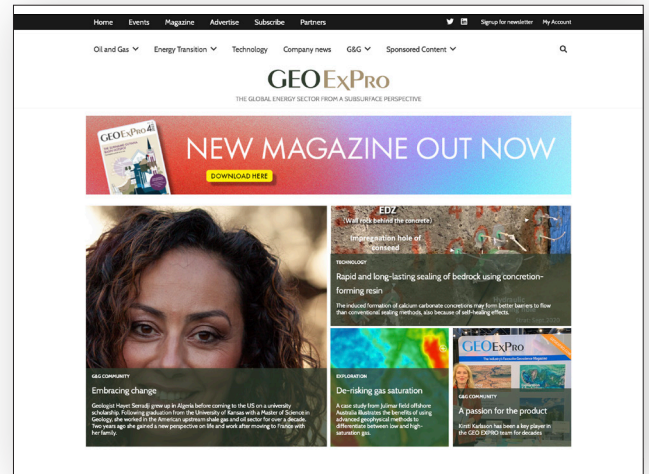 Home Events Magazine Advertise Subscribe Partners Signup for newsletter My Account
Oil and Gas Energy Transition Technology Company news G&G Sponsored Content
GEOExPRO
THE GLOBAL ENERGY SECTOR FROM A SUBSURFACE PERSPECTIVE
GEOExPRO
NEW MAGAZINE OUT NOW
DOWNLOAD HERE
EDZ
(Wall rock behind the concrete)
Impregnation hole of
conseed
TECHNOLOGY
Rapid and long-lasting sealing of bedrock using concretion-
forming resin
The induced formation of calcium carbonate concretions may form better barriers to flow
than conventional sealing methods, also because of self-healing effects.
G&G COMMUNITY
Embracing change
Geologist Hayet Serradji grew up in Algeria before coming to the US on a university
scholarship. Following graduation from the University of Kansas with a Master of Science in
Geology, she worked in the American upstream shale gas and oil sector for over a decade.
Two years ago she gained a new perspective on life and work after moving to France with
her family.
EXPLORATION
De-risking gas saturation
A case study from Julimar field offshore
Australia illustrates the benefits of using
advanced geophysical methods to
differentiate between low and high-
saturation gas.
GEOExPRO
G&G COMMUNITY
A passion for the product
Kirsti Karlsson has been a key player in
the GEO EXPRO team for decades